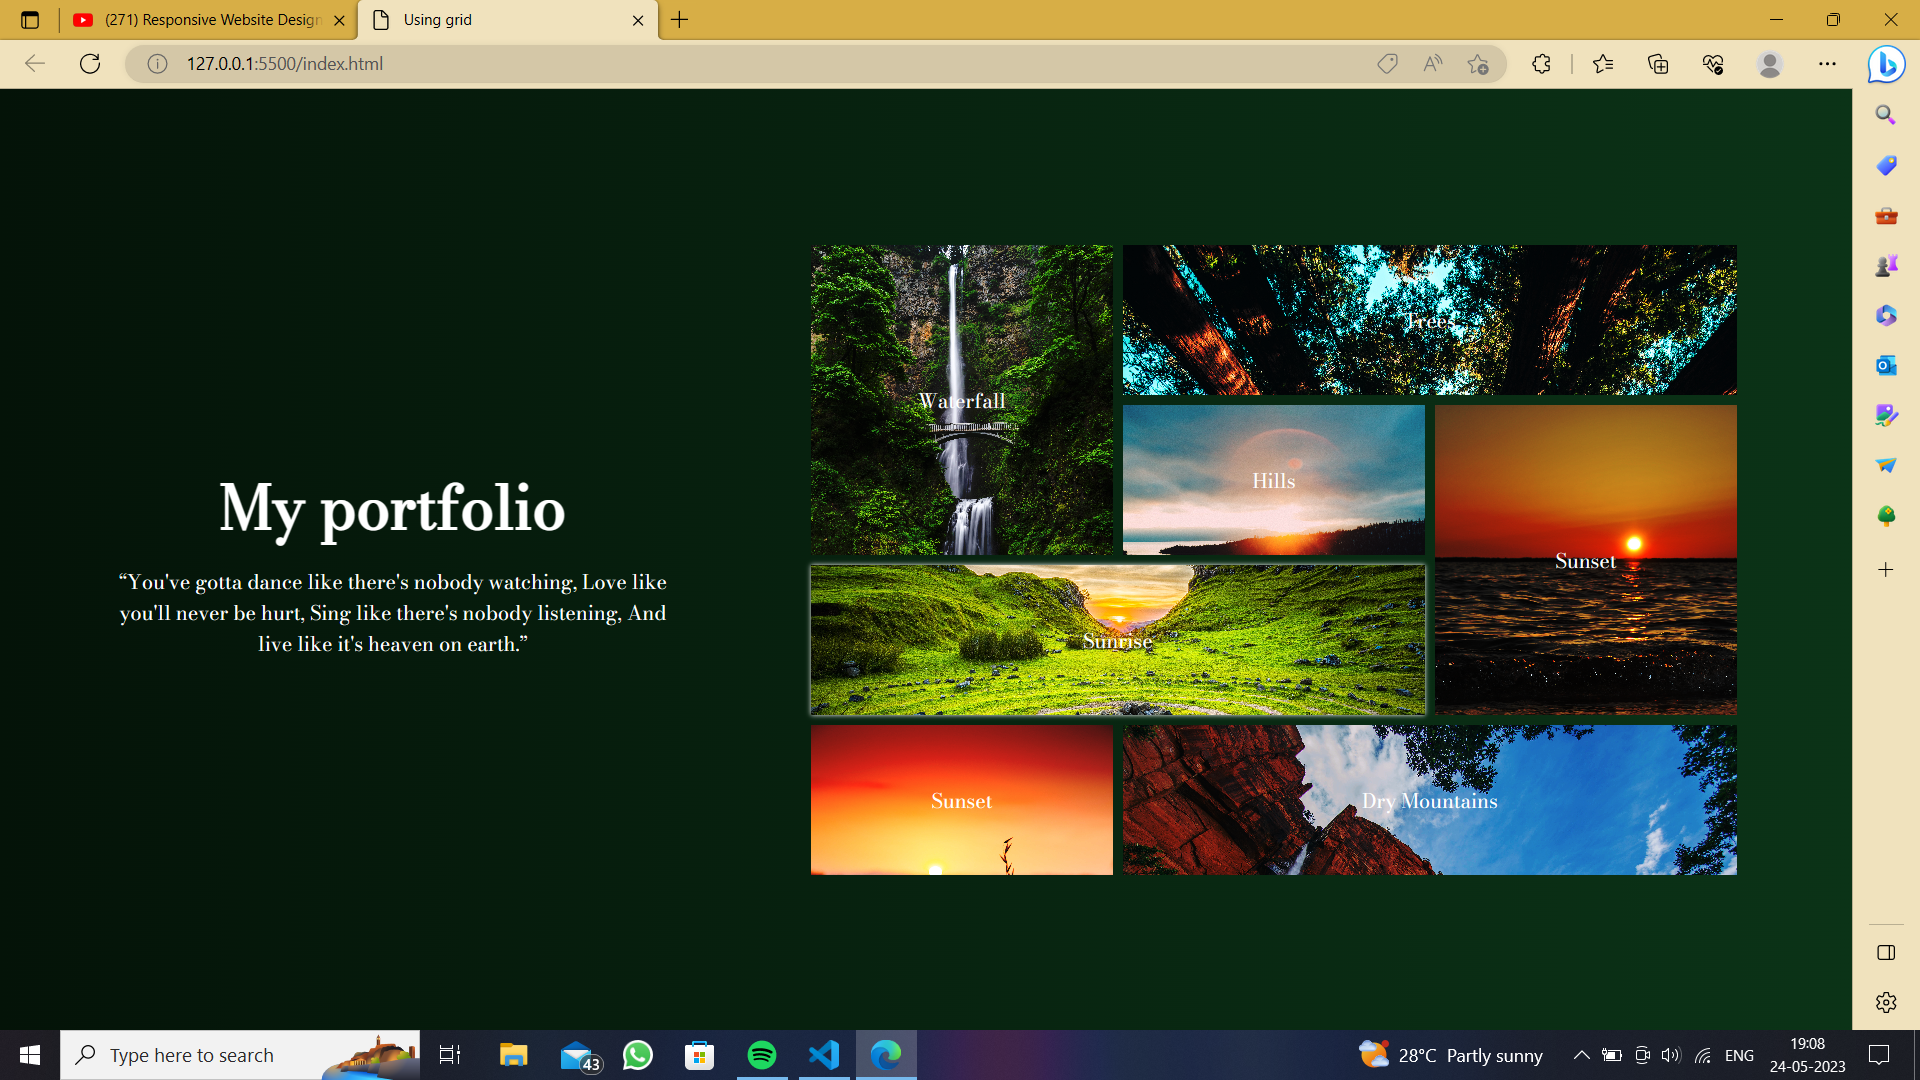 (271) Responsive Website Design
Using grid
127.0.0.1:5500/index.html
Waterfall
Trees
Hills
Sunset
Sunrise
Sunset
Dry Mountains
My portfolio
“You've gotta dance like there's nobody watching, Love like
you'll never be hurt, Sing like there's nobody listening, And
live like it's heaven on earth.”
Type here to search
43
28°C Partly sunny
ENG
19:08
24-05-2023